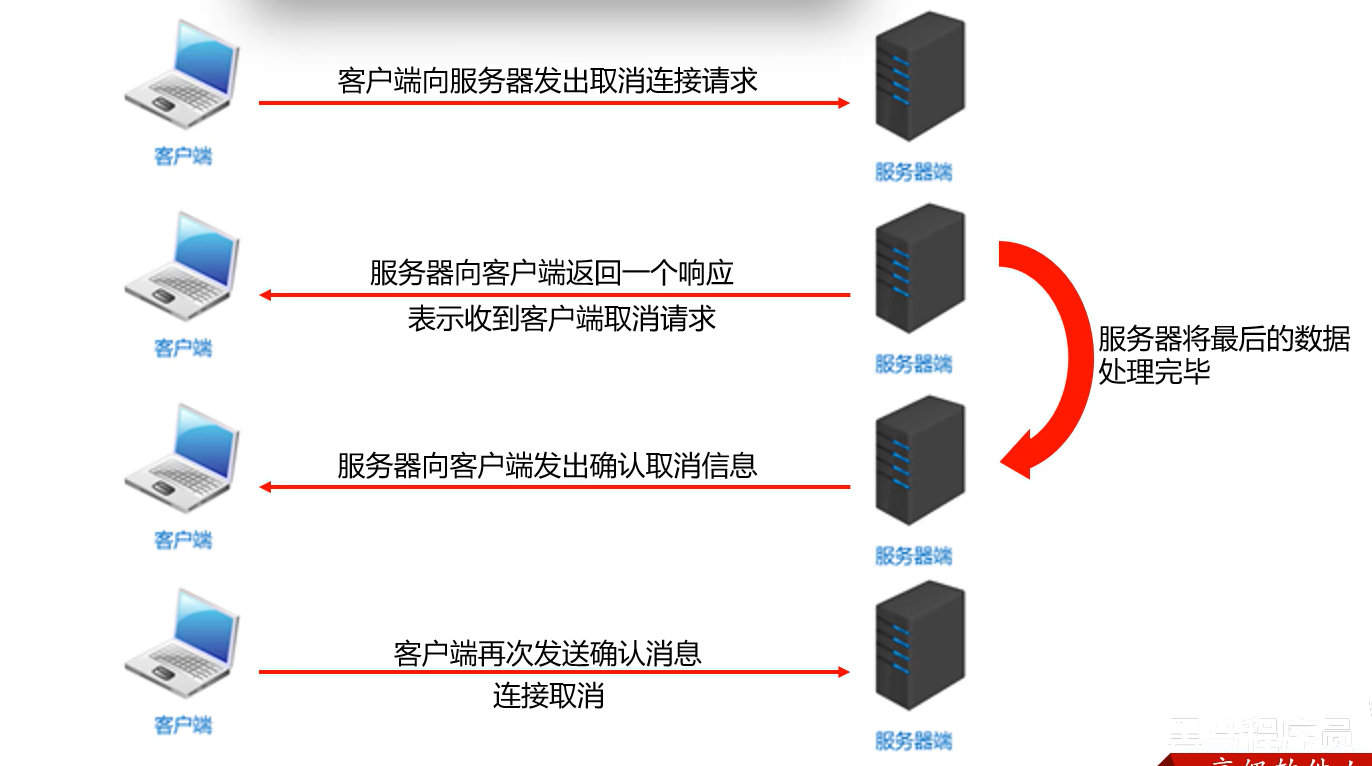 客户端向服务器发出取消连接请求
客户端
服务器端
服务器向客户端返回一个响应
表示收到客户端取消请求
客户端
服务器端
服务器将最后的数据
处理完毕
服务器向客户端发出确认取消信息
客户端
服务器端
客户端再次发送确认消息
连接取消
客户端
服务器端
黑马程序员